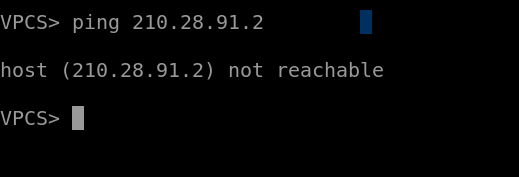 VPCS> ping 210.28.91.2
host (210.28.91.2) not reachable
VPCS>